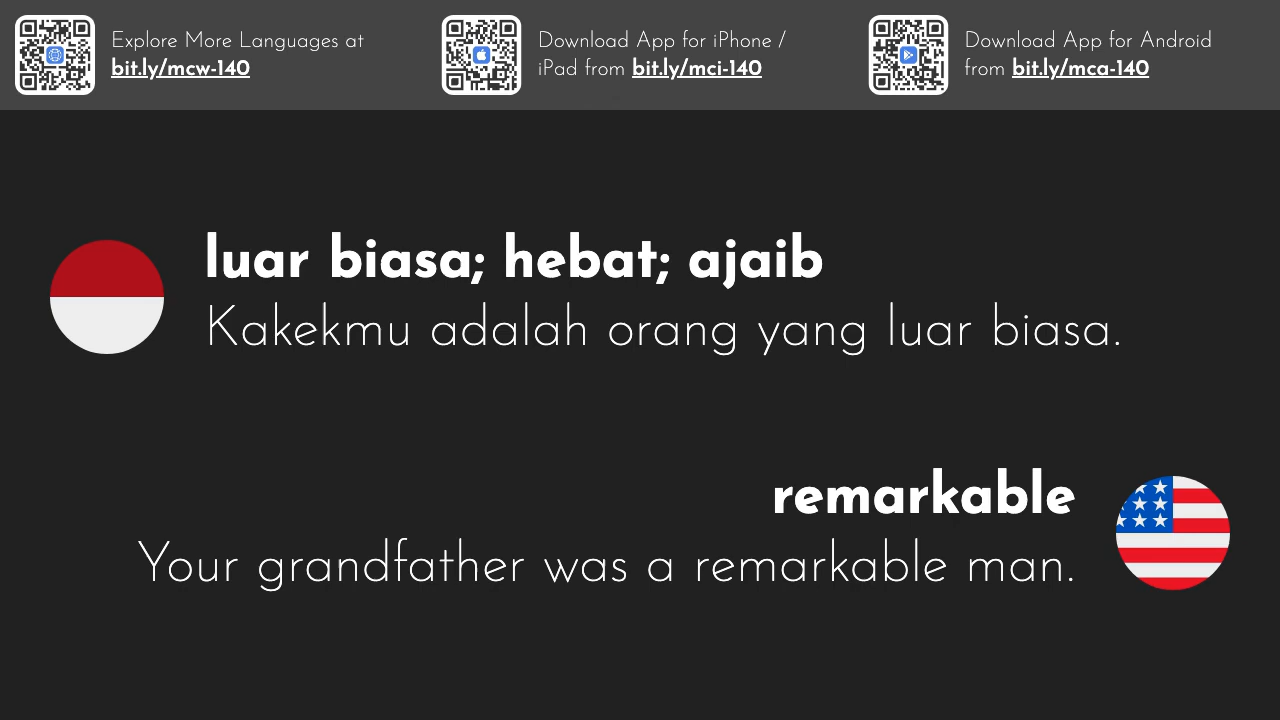 Explore More Languages at
bit.ly/mcw-140
Download App for iPhone /
iPad from bit.ly/mci-140
Download App for Android
from bit.ly/mca-140
luar biasa; hebat; ajaib
Kakekmu adalah orang yang luar biasa.
remarkable
Your grandfather was a remarkable man.